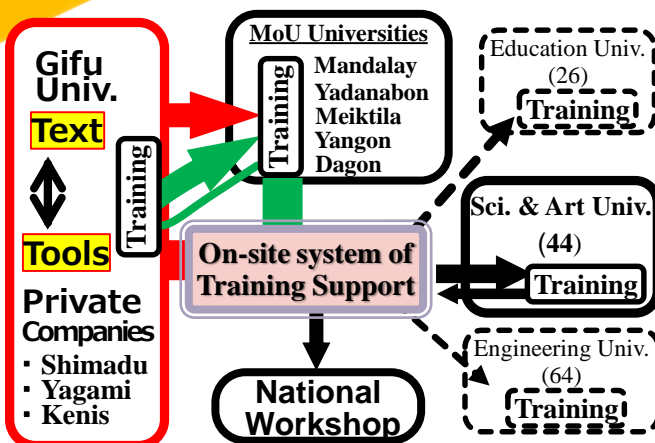 Gifu
Univ.
Text
Tools
Training
Private
Companies
・Shimadu
・Yagami
・Kenis
MoU Universities
Training
Mandalay
Yadanabon
Meiktila
Yangon
Dagon
On-site system of
Training Support
National
Workshop
Education Univ.
(26)
Training
Sci. & Art Univ.
(44)
Training
Engineering Univ.
(64)
Training